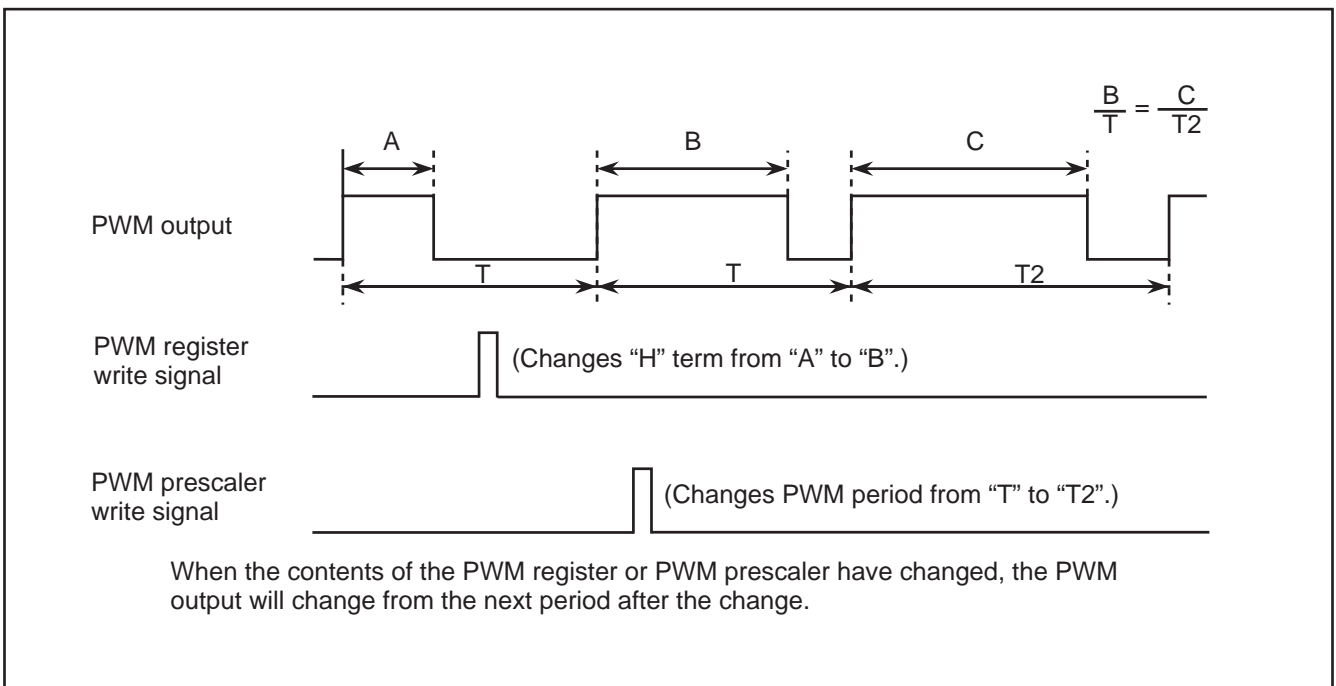 B/T = C/T2
A B C
PWM output
T T T2
PWM register
write signal
(Changes “H” term from “A” to “B”.)
PWM prescaler
write signal
(Changes PWM period from “T” to “T2”.)
When the contents of the PWM register or PWM prescaler have changed, the PWM
output will change from the next period after the change.